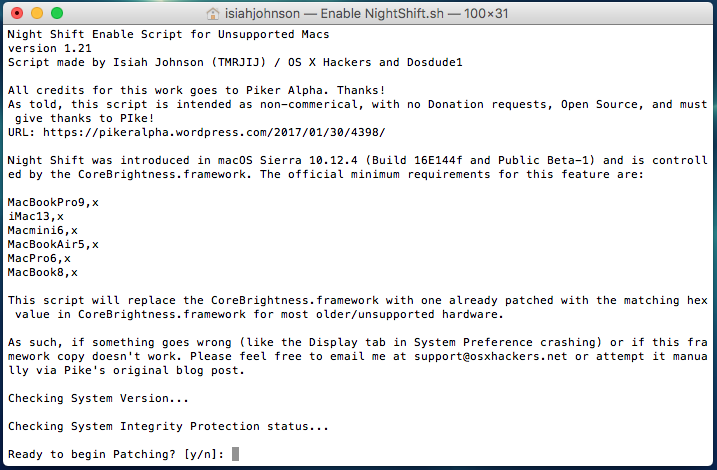 isiahjohnson — Enable NightShift.sh — 100×31
Night Shift Enable Script for Unsupported Macs
version 1.21
Script made by Isiah Johnson (TMRJIJ) / OS X Hackers and Dosdude1
All credits for this work goes to Piker Alpha. Thanks!
As told, this script is intended as non-commerical, with no Donation requests, Open Source, and must
give thanks to PIke!
URL: https://pikeralpha.wordpress.com/2017/01/30/4398/
Night Shift was introduced in macOS Sierra 10.12.4 (Build 16E144f and Public Beta-1) and is controll
ed by the CoreBrightness.framework. The official minimum requirements for this feature are:
MacBookPro9,x
iMac13,x
Macmini6,x
MacBookAir5,x
MacPro6,x
MacBook8,x
This script will replace the CoreBrightness.framework with one already patched with the matching hex
value in CoreBrightness.framework for most older/unsupported hardware.
As such, if something goes wrong (like the Display tab in System Preference crashing) or if this fra
mework copy doesn't work. Please feel free to email me at support@osxhackers.net or attempt it manua
lly via Pike's original blog post.
Checking System Version...
Checking System Integrity Protection status...
Ready to begin Patching? [y/n]: